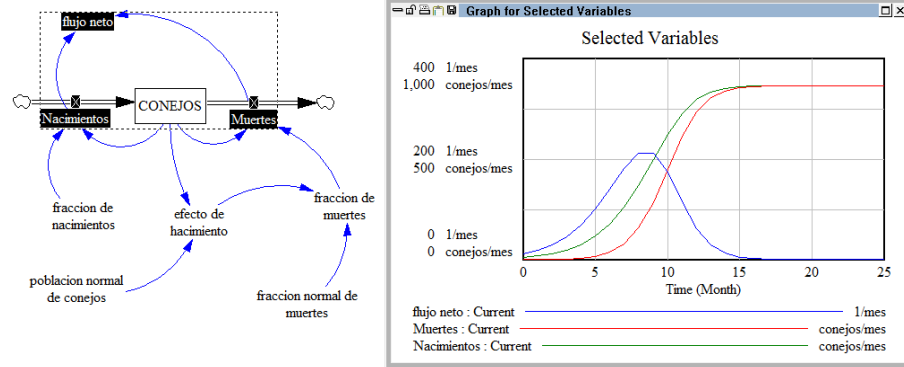 flujo neto
CONEJOS
Nacimientos
Muertes
fraccion de
nacimientos
efecto de
hacimiento
fraccion de
muertes
poblacion normal
de conejos
fraccion normal de
muertes
Graph for Selected Variables
Selected Variables
400 1/mes
1,000 conejos/mes
200 1/mes
500 conejos/mes
0 1/mes
0 conejos/mes
0 5 10 15 20 25
Time (Month)
flujo neto : Current 1/mes
Muertes : Current conejos/mes
Nacimientos : Current conejos/mes